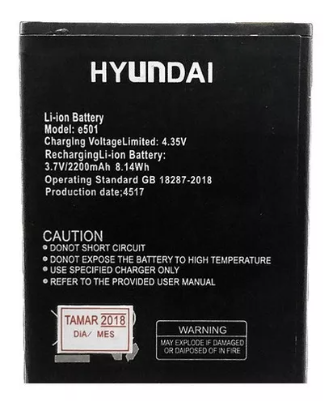 HYUNDAI
Li-ion Battery
Model: e501
Charging VoltageLimited: 4.35V
RechargingLi-ion Battery:
3.7V/2200mAh 8.14Wh
Operating Standard GB 18287-2018
Production date;4517
CAUTION
DONOT SHORT CIRCUIT
DONOT EXPOSE THE BATTERY TO HIGH TEMPERATURE
USE SPECIFIED CHARGER ONLY
REFER TO THE PROVIDED USER MANUAL
TAMAR 2018
DíA/ MES
WARNING
MAY EXPLODE IF DAMAGED
OR DAIPOSED OF IN FIRE